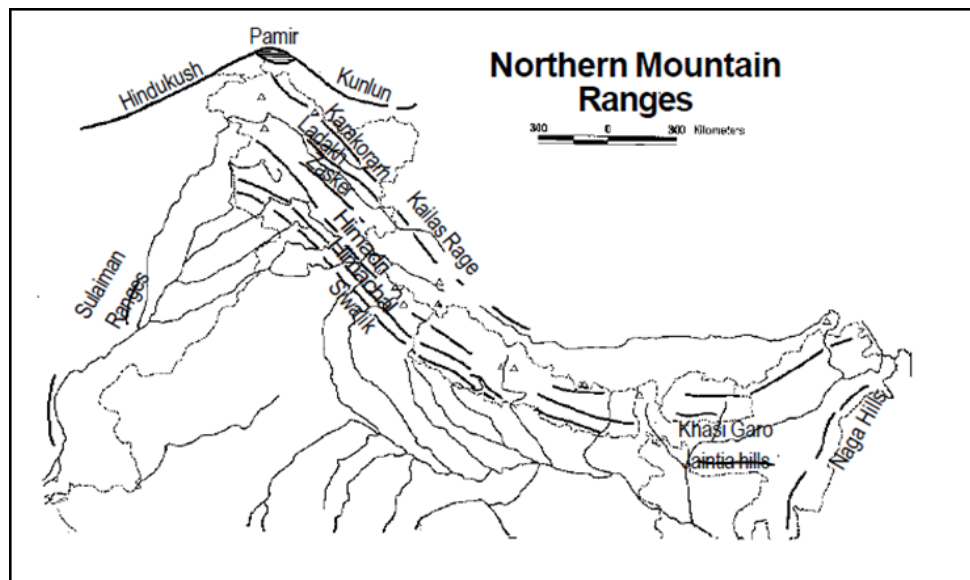 Pamir
Hindukush
Kunlun
Northern Mountain
Ranges
300 0 300 Kilometers
Karakoram
Ladakh
Zasker
Kailas Rage
Himadri
Himachal
Siwalik
Sulaiman
Ranges
Khasi Garo
Jaintia hills
Naga Hills